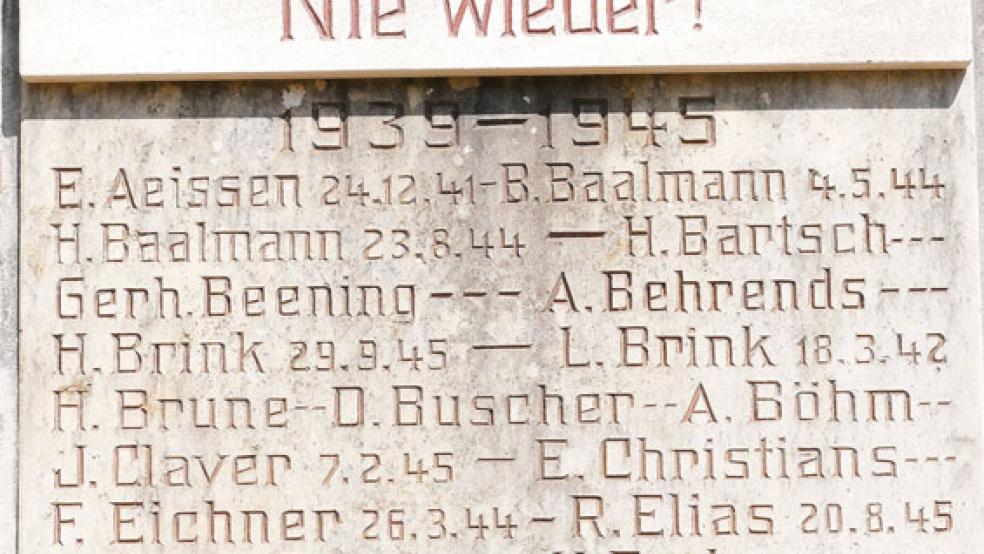 Nie wieder!
1939-1945
E. Aeissen 24.12.41-B. Baalmann 4.5.44
H. Baalmann 23.8.44 — H. Bartsch---
Gerh. Beening --- A. Behrends---
H. Brink 29.9.45 — L. Brink 18.3.42
H. Brune--D. Buscher--A. Böhm--
J. Claver 7.2.45 — E. Christians---
F. Eichner 26.3.44-R. Elias 20.8.45